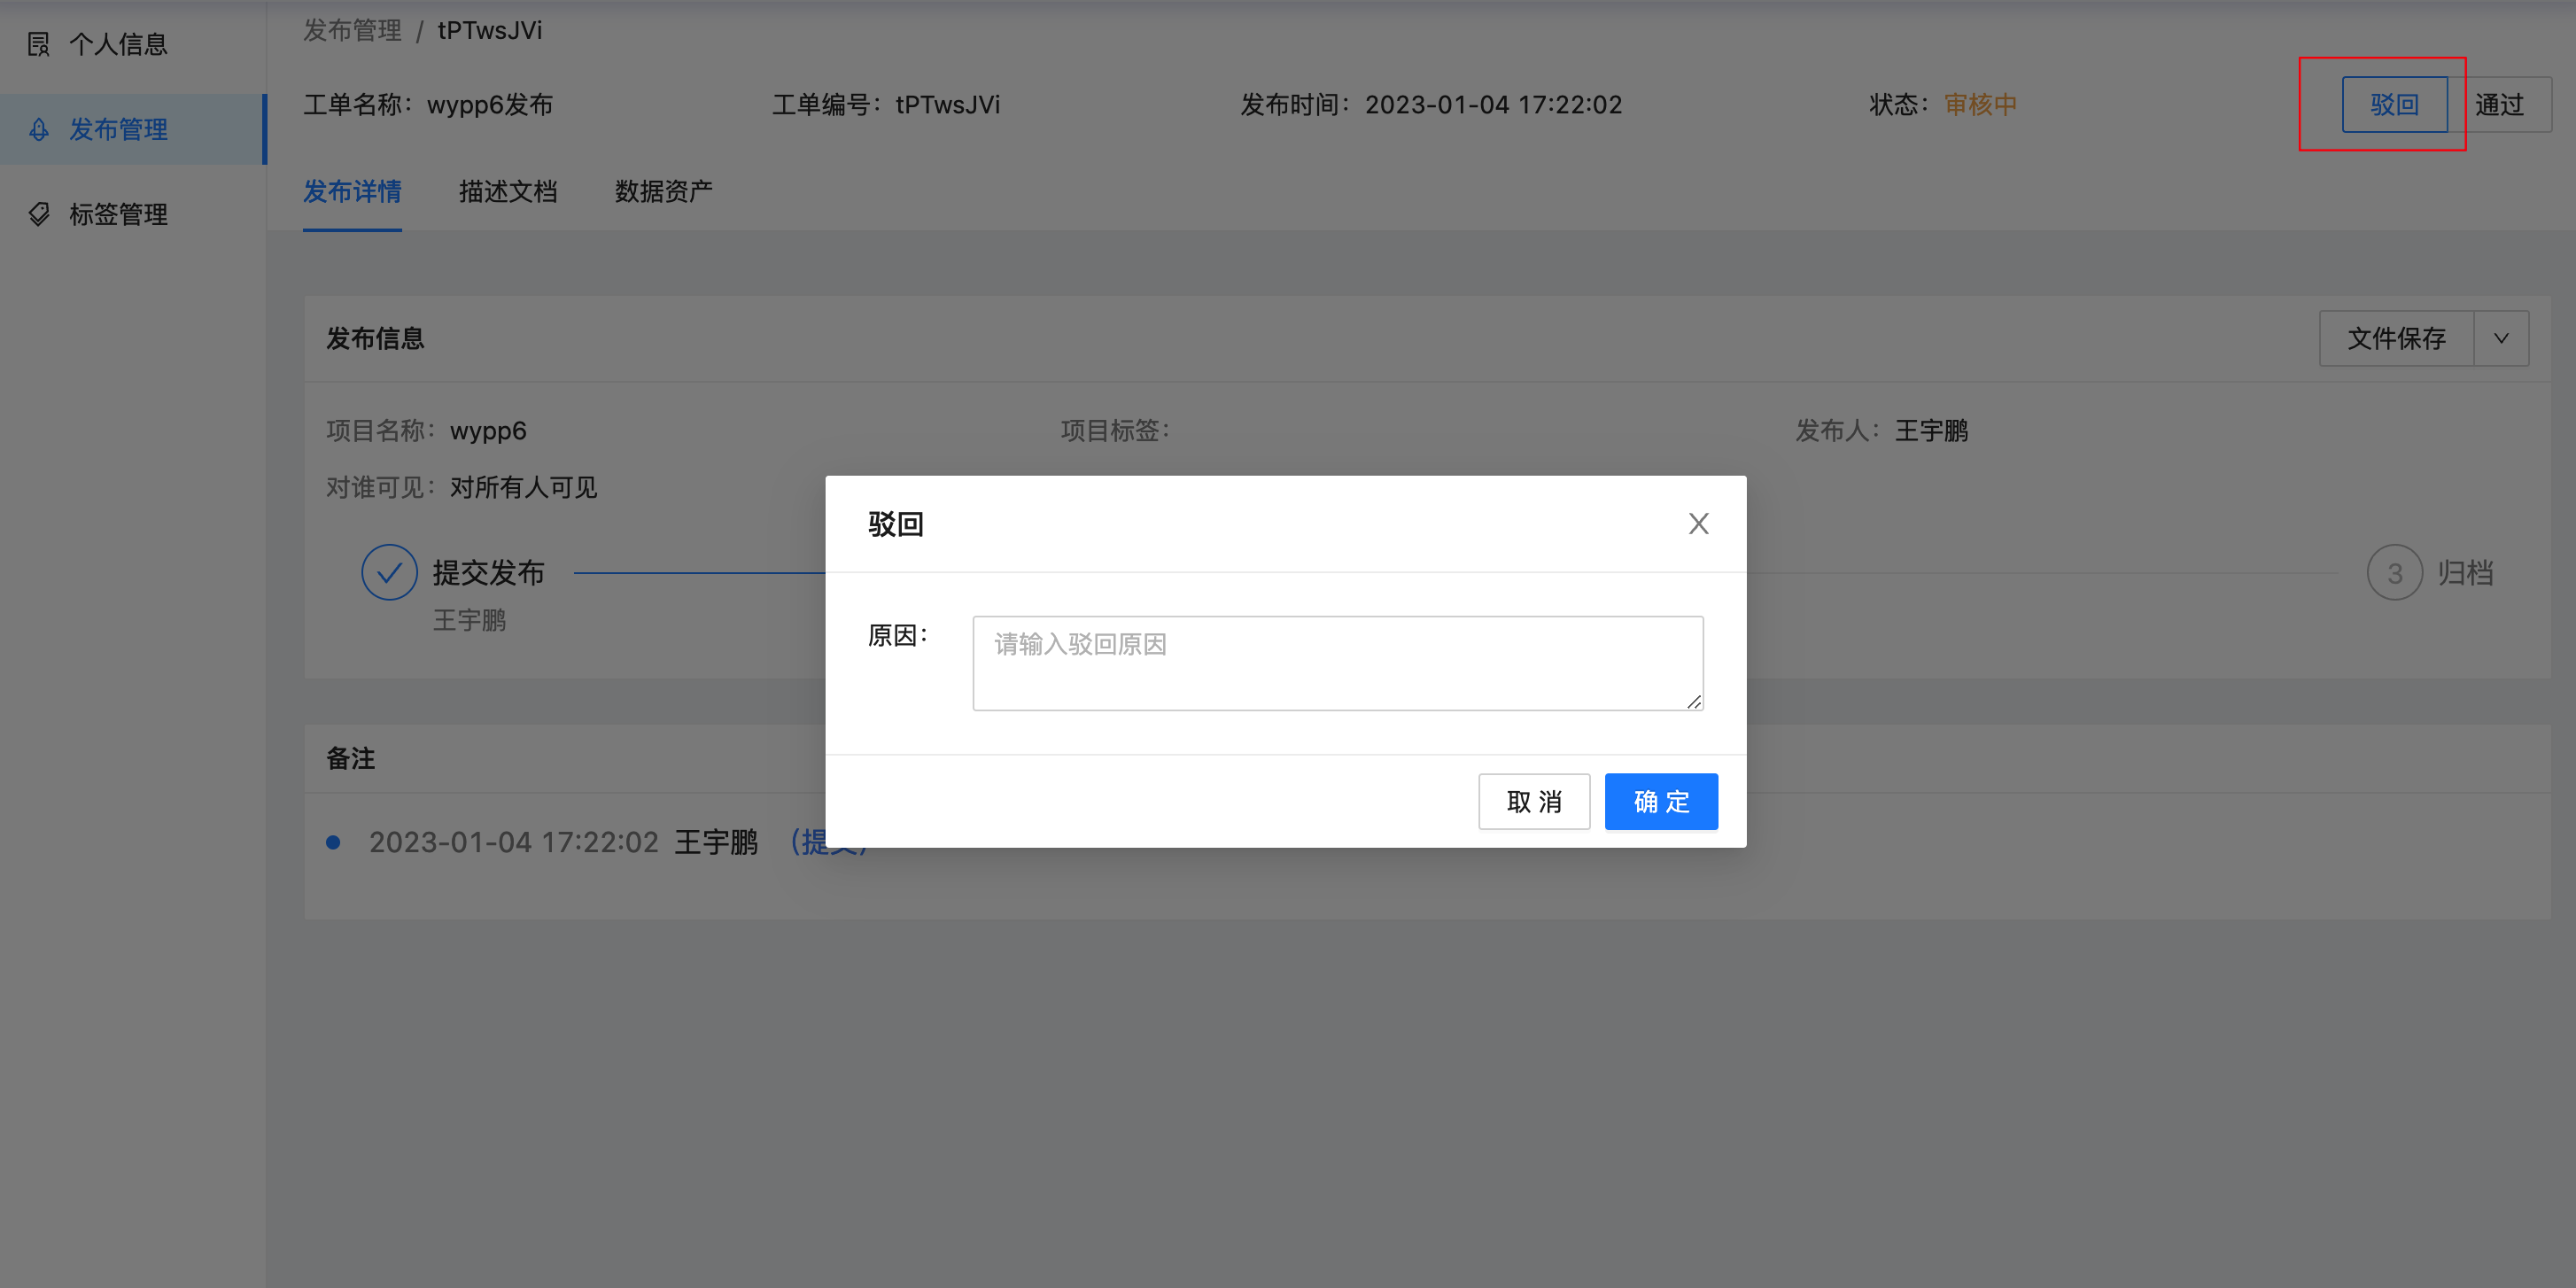 个人信息
发布管理
标签管理
发布管理 / tPTwsJVi
工单名称: wypp6发布 工单编号: tPTwsJVi 发布时间: 2023-01-04 17:22:02 状态: 审核中 驳回 通过
发布详情 描述文档 数据资产
发布信息 文件保存
项目名称: wypp6 项目标签: 发布人: 王宇鹏
对谁可见: 对所有人可见
提交发布 3 归档
王宇鹏
备注
2023-01-04 17:22:02 王宇鹏 (提交)
驳回
原因:
请输入驳回原因
取 消 确 定